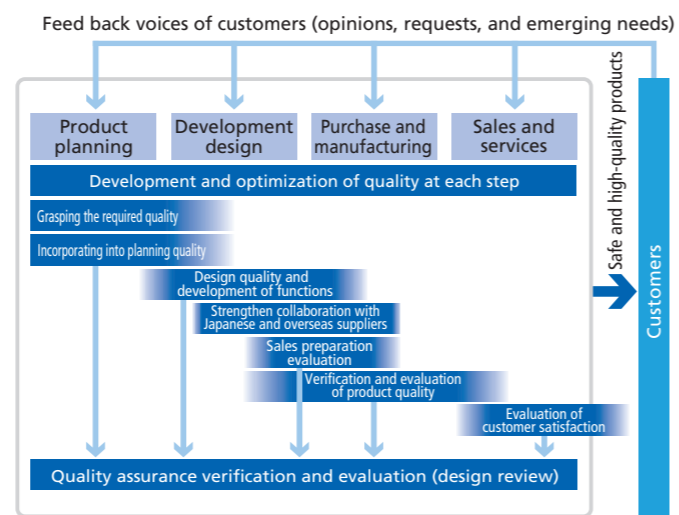 Feed back voices of customers (opinions, requests, and emerging needs)
Product
planning
Development
design
Purchase and
manufacturing
Sales and
services
Development and optimization of quality at each step
Grasping the required quality
Incorporating into planning quality
Design quality and
development of functions
Strengthen collaboration with
Japanese and overseas suppliers
Sales preparation
evaluation
Verification and evaluation
of product quality
Evaluation of
customer satisfaction
Quality assurance verification and evaluation (design review)
Safe and high-quality products
Customers